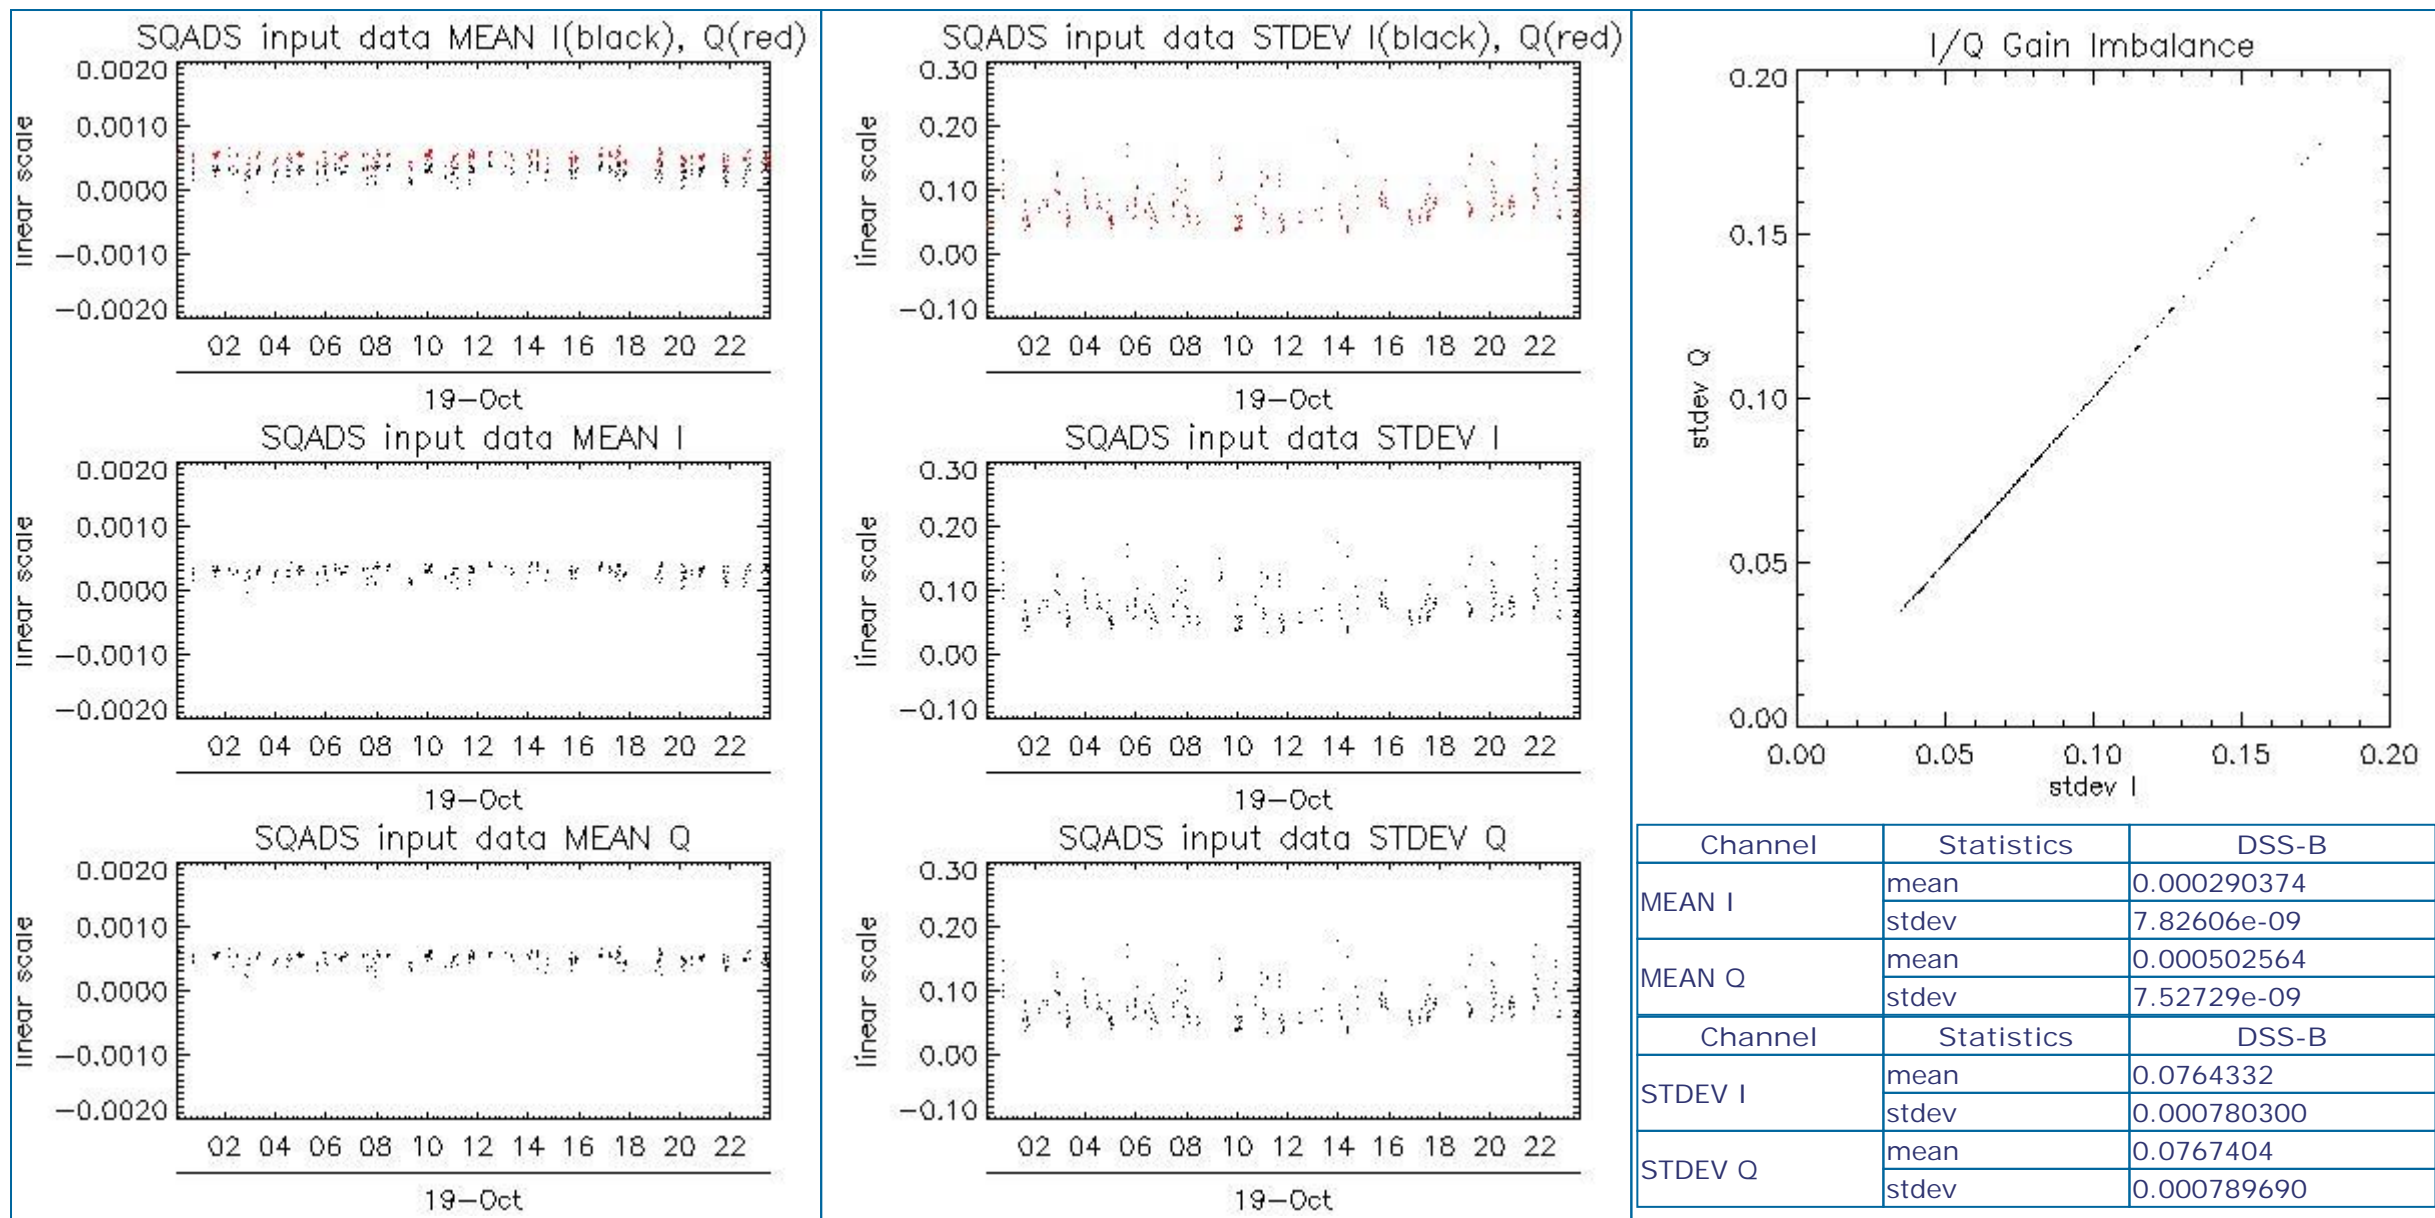 SQADS input data MEAN I(black), Q(red)
0.0020
0.0010
0.0000
-0.0010
-0.0020
linear scale
02 04 06 08 10 12 14 16 18 20 22
19-Oct
SQADS input data MEAN I
0.0020
0.0010
0.0000
-0.0010
-0.0020
linear scale
02 04 06 08 10 12 14 16 18 20 22
19-Oct
SQADS input data MEAN Q
0.0020
0.0010
0.0000
-0.0010
-0.0020
linear scale
02 04 06 08 10 12 14 16 18 20 22
19-Oct
SQADS input data STDEV I(black), Q(red)
0.30
0.20
0.10
0.00
-0.10
linear scale
02 04 06 08 10 12 14 16 18 20 22
19-Oct
SQADS input data STDEV I
0.30
0.20
0.10
0.00
-0.10
linear scale
02 04 06 08 10 12 14 16 18 20 22
19-Oct
SQADS input data STDEV Q
0.30
0.20
0.10
0.00
-0.10
linear scale
02 04 06 08 10 12 14 16 18 20 22
19-Oct
I/Q Gain Imbalance
0.20
0.15
0.10
0.05
0.00
stdev Q
0.00 0.05 0.10 0.15 0.20
stdev I
Channel Statistics DSS-B
MEAN I mean 0.000290374
stdev 7.82606e-09
MEAN Q mean 0.000502564
stdev 7.52729e-09
Channel Statistics DSS-B
STDEV I mean 0.0764332
stdev 0.000780300
STDEV Q mean 0.0767404
stdev 0.000789690